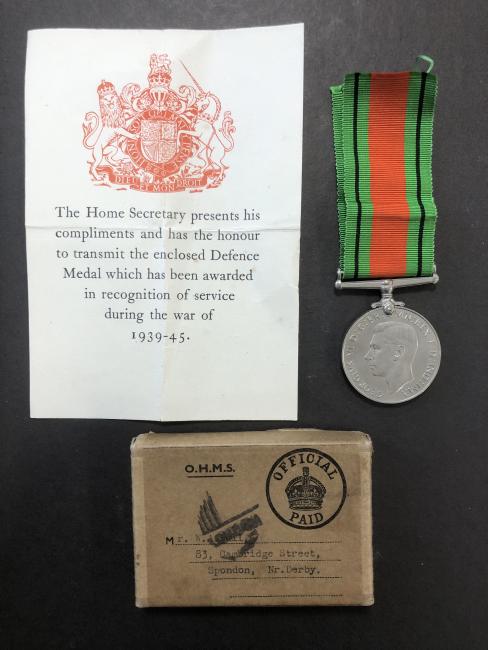 DIEU ET MON DROIT
The Home Secretary presents his
compliments and has the honour
to transmit the enclosed Defence
Medal which has been awarded
in recognition of service
during the war of
1939-45.
O.H.M.S.
OFFICIAL
PAID
Mr.
83, Cambridge Street,
Spondon, Nr.Derby.